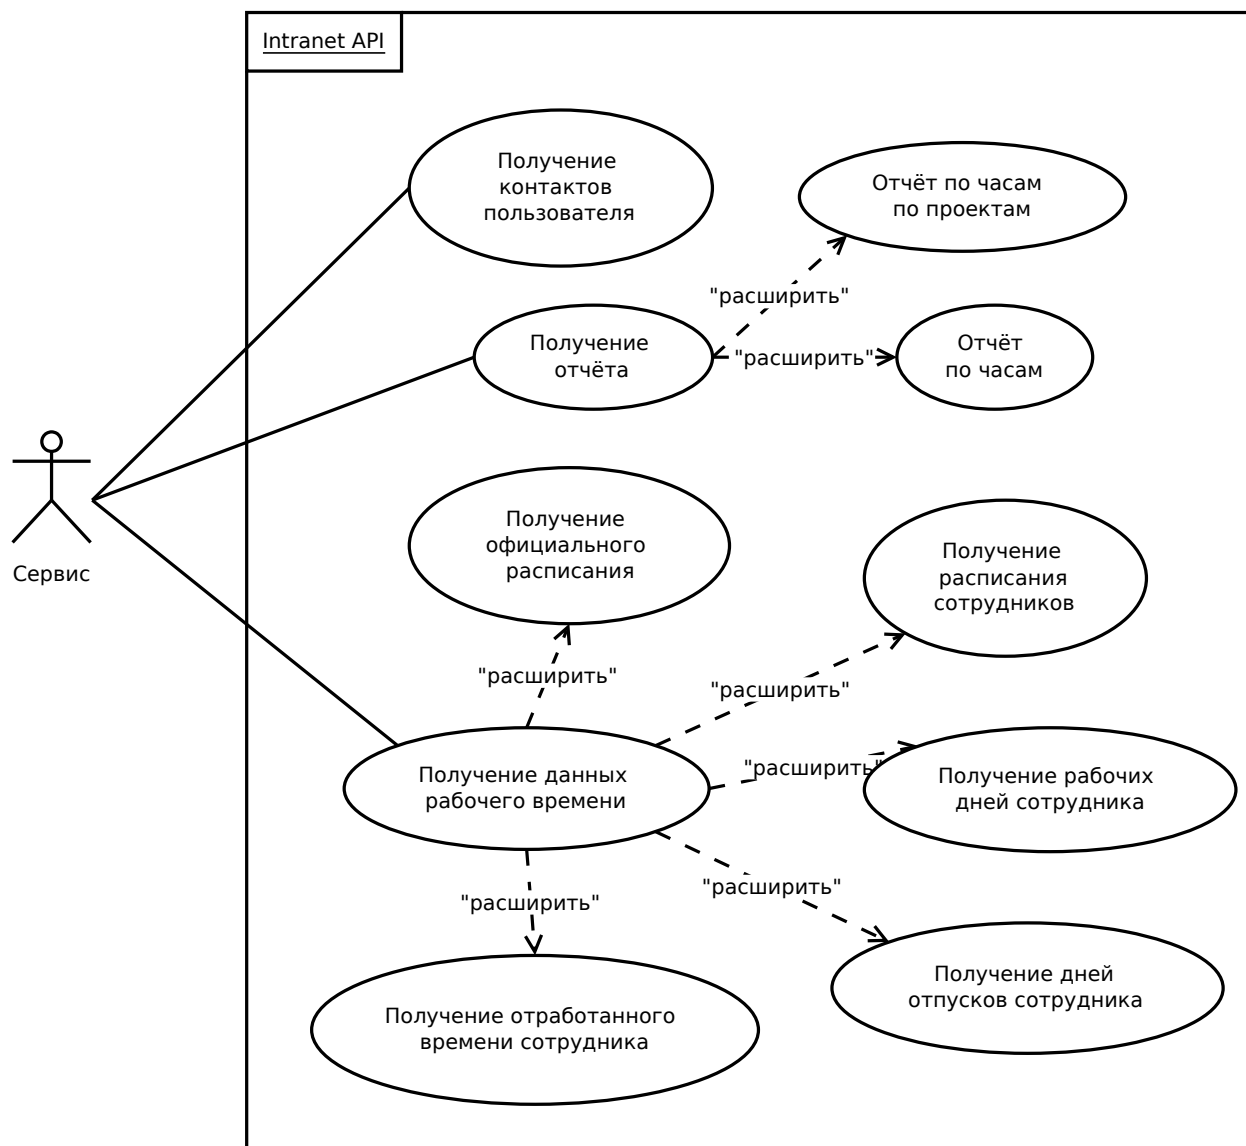 Intranet API
Получение
контактов
пользователя
Отчёт по часам
по проектам
"расширить"
Получение
отчёта
"расширить"
Отчёт
по часам
Сервис
Получение
официального
расписания
Получение
расписания
сотрудников
"расширить"
"расширить"
Получение данных
рабочего времени
"расширить"
Получение рабочих
дней сотрудника
"расширить"
"расширить"
Получение дней
отпусков сотрудника
Получение отработанного
времени сотрудника